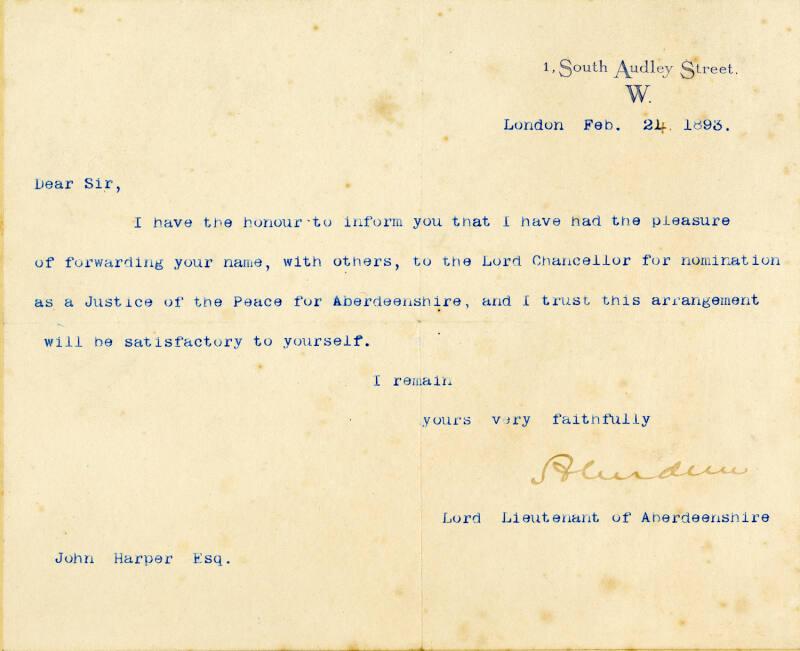 1, South Audley Street.
W.
London Feb. 24 1893.
Dear Sir,
I have the honour to inform you that I have had the pleasure
of forwarding your name, with others, to the Lord Chancellor for nomination
as a Justice of the Peace for Aberdeenshire, and I trust this arrangement
will be satisfactory to yourself.
I remain
yours very faithfully
Aberdeen
Lord Lieutenant of Aberdeenshire
John Harper Esq.